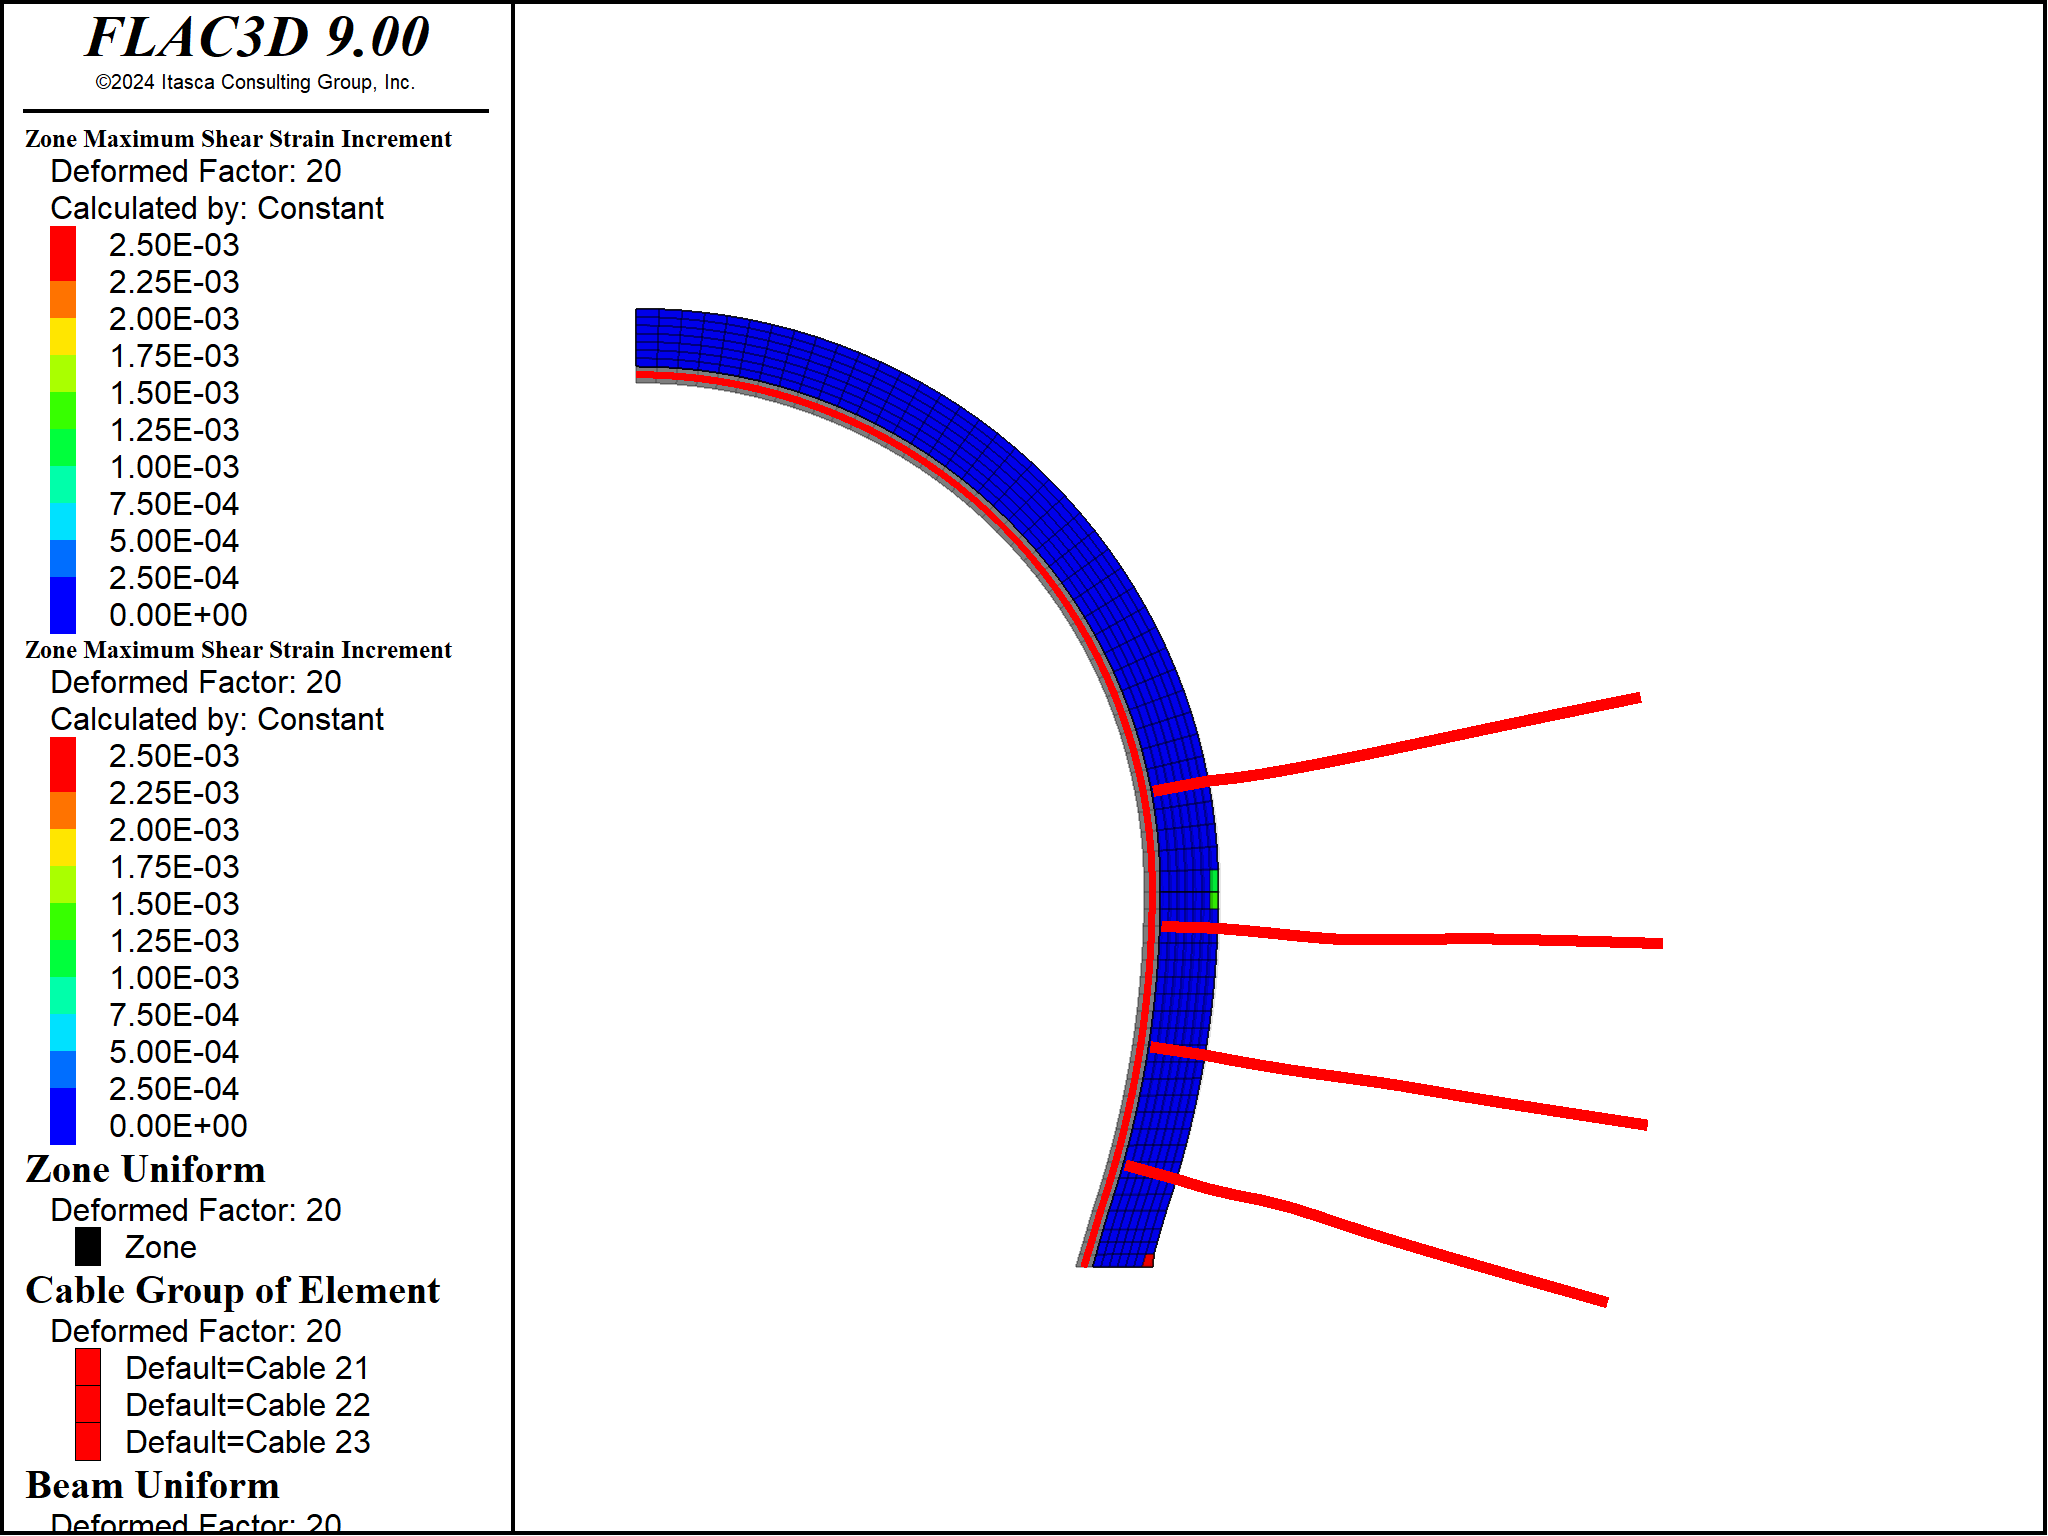 FLAC3D 9.00
©2024 Itasca Consulting Group, Inc.
Zone Maximum Shear Strain Increment
Deformed Factor: 20
Calculated by: Constant
2.50E-03
2.25E-03
2.00E-03
1.75E-03
1.50E-03
1.25E-03
1.00E-03
7.50E-04
5.00E-04
2.50E-04
0.00E+00
Zone Maximum Shear Strain Increment
Deformed Factor: 20
Calculated by: Constant
2.50E-03
2.25E-03
2.00E-03
1.75E-03
1.50E-03
1.25E-03
1.00E-03
7.50E-04
5.00E-04
2.50E-04
0.00E+00
Zone Uniform
Deformed Factor: 20
Zone
Cable Group of Element
Deformed Factor: 20
Default=Cable 21
Default=Cable 22
Default=Cable 23
Beam Uniform
Deformed Factor: 20